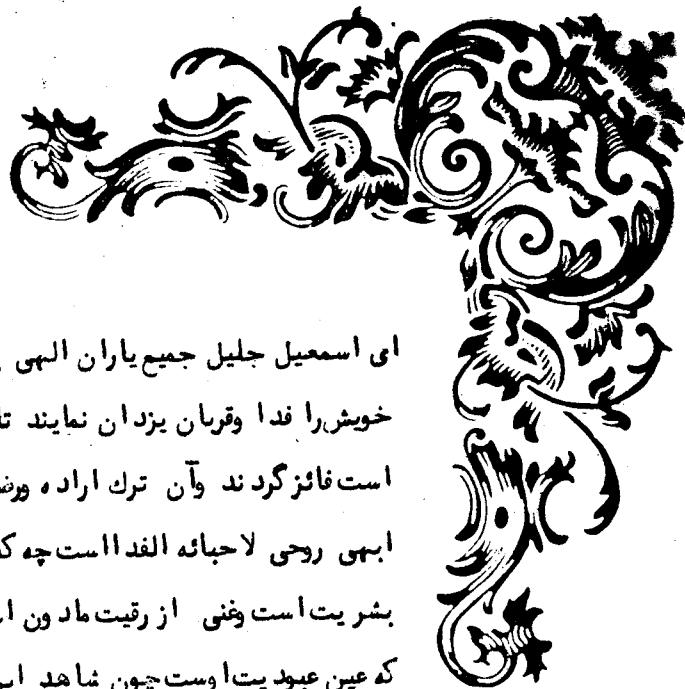 ای اسمعیل جلیل جمیع یاران الهی
خویش را فدا وقربان یزدان نمایند
است فائز گردند وآن ترك اراده
ابهی روحی لاحبائه الفدا است چه
بشریت است وغنی از رقیت مادون
که عین عبودیت اوست چون شاهد